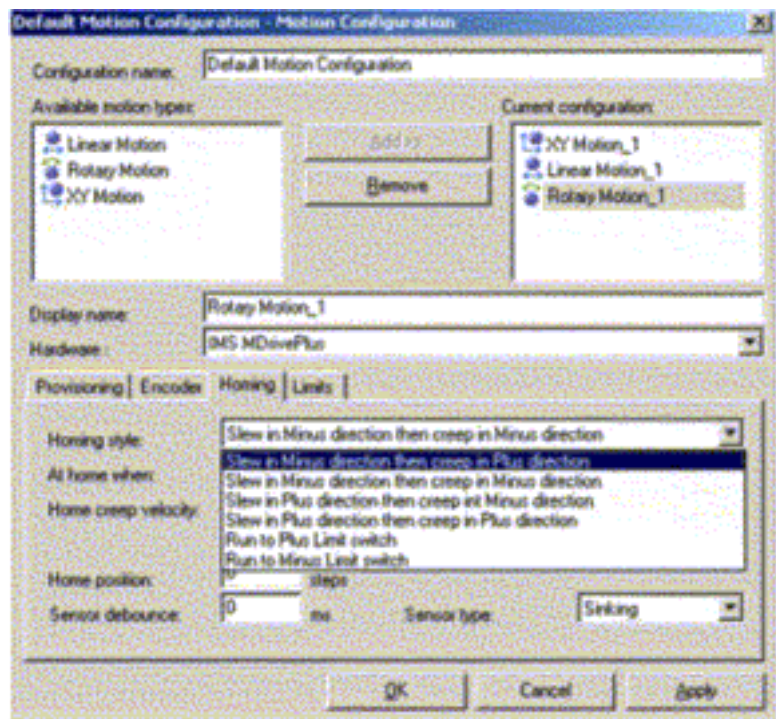 Default Motion Configuration - Motion Configuration
Configuration name: Default Motion Configuration
Available motion types:
Current configuration:
Linear Motion
Rotary Motion
XY Motion
Add >>
Remove
XY Motion_1
Linear Motion_1
Rotary Motion_1
Display name: Rotary Motion_1
Hardware : IMS MDrivePlus
Provisioning Encoder Homing Limits
Homing style: Slew in Minus direction then creep in Minus direction
Slew in Minus direction then creep in Plus direction
At home when: Slew in Minus direction then creep in Minus direction
Slew in Plus direction then creep int Minus direction
Home creep velocity: Slew in Plus direction then creep in Plus direction
Run to Plus Limit switch
Run to Minus Limit switch
Home position: 0 steps
Sensor debounce: 0 ms Sensor type: Sinking
OK Cancel Apply